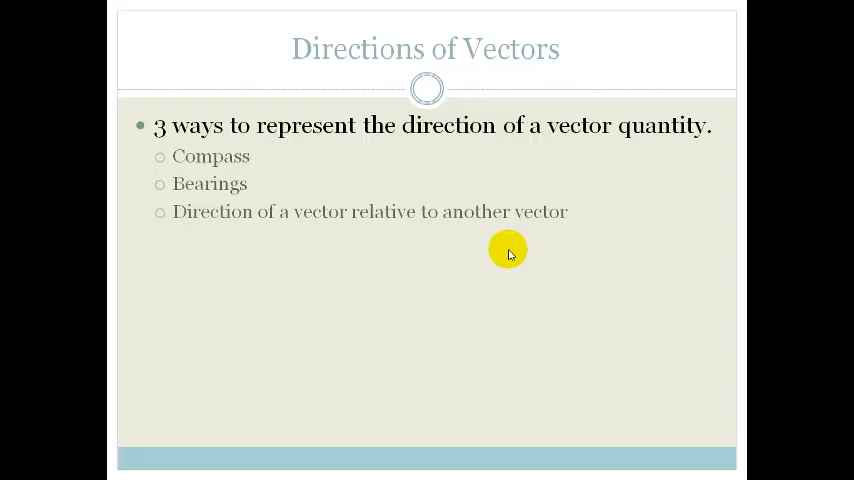 Directions of Vectors
3 ways to represent the direction of a vector quantity.
Compass
Bearings
Direction of a vector relative to another vector